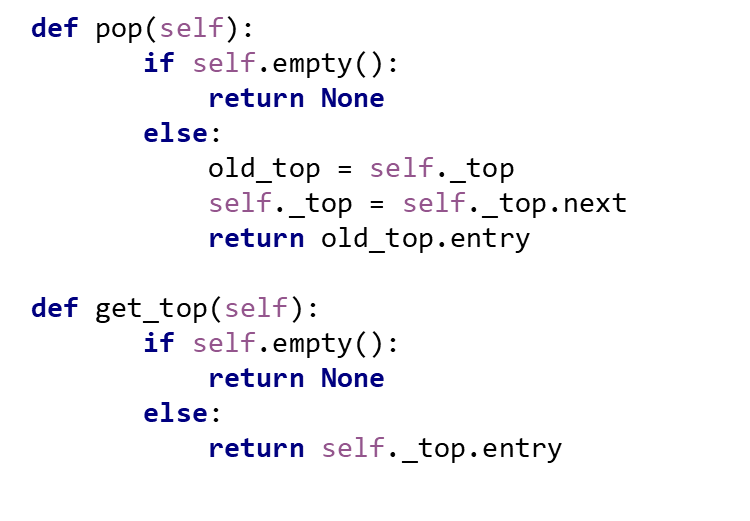 def pop(self):
        if self.empty():
            return None
        else:
            old_top = self._top
            self._top = self._top.next
            return old_top.entry

def get_top(self):
        if self.empty():
            return None
        else:
            return self._top.entry